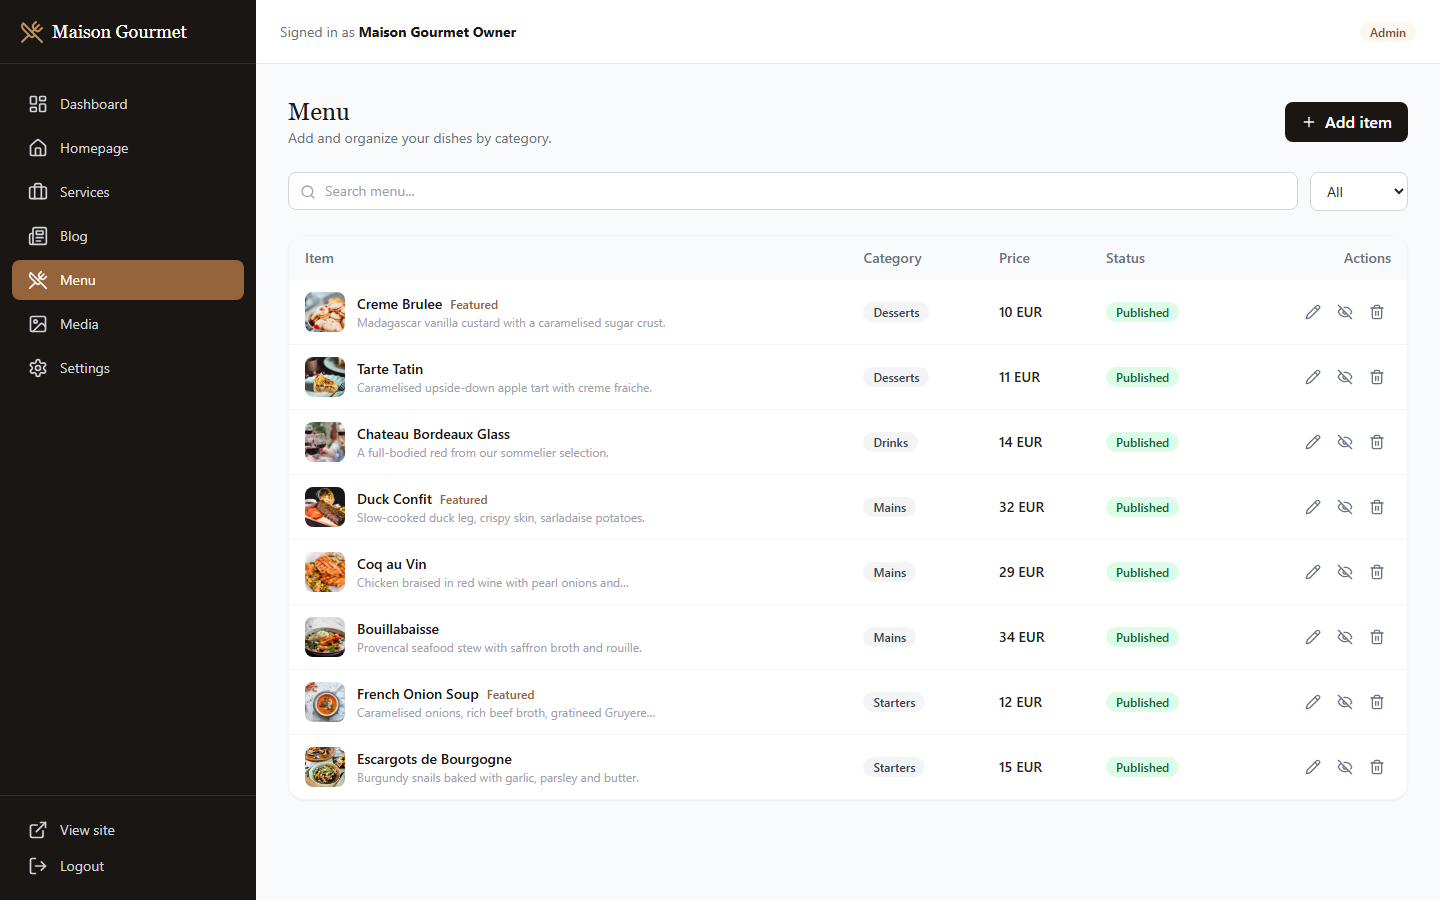 Maison Gourmet
Signed in as Maison Gourmet Owner
Admin
Dashboard
Homepage
Services
Blog
Menu
Media
Settings
View site
Logout
Menu
Add and organize your dishes by category.
Add item
Search menu...
All
Item Category Price Status Actions
Creme Brulee Featured
Madagascar vanilla custard with a caramelised sugar crust.
Desserts 10 EUR Published
Tarte Tatin
Caramelised upside-down apple tart with creme fraiche.
Desserts 11 EUR Published
Chateau Bordeaux Glass
A full-bodied red from our sommelier selection.
Drinks 14 EUR Published
Duck Confit Featured
Slow-cooked duck leg, crispy skin, sarladaise potatoes.
Mains 32 EUR Published
Coq au Vin
Chicken braised in red wine with pearl onions and...
Mains 29 EUR Published
Bouillabaisse
Provencal seafood stew with saffron broth and rouille.
Mains 34 EUR Published
French Onion Soup Featured
Caramelised onions, rich beef broth, gratineed Gruyere...
Starters 12 EUR Published
Escargots de Bourgogne
Burgundy snails baked with garlic, parsley and butter.
Starters 15 EUR Published